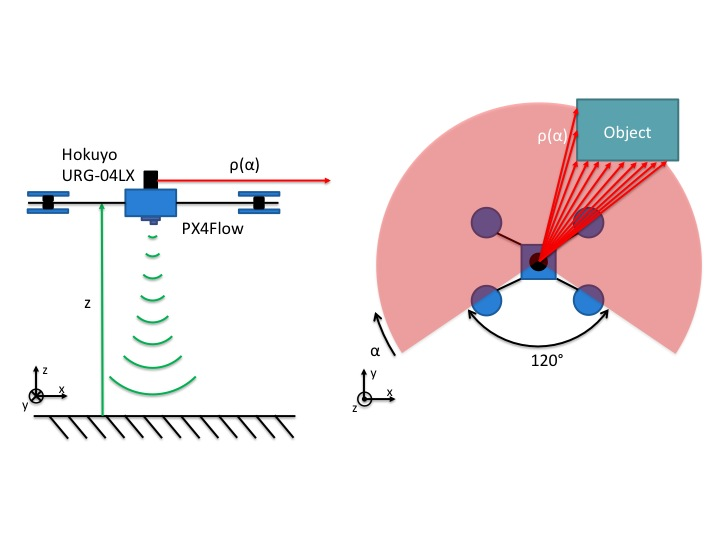 Hokuyo
URG-04LX
ρ(α)
PX4Flow
z
z
x
y
ρ(α)
Object
120°
α
y
x
z